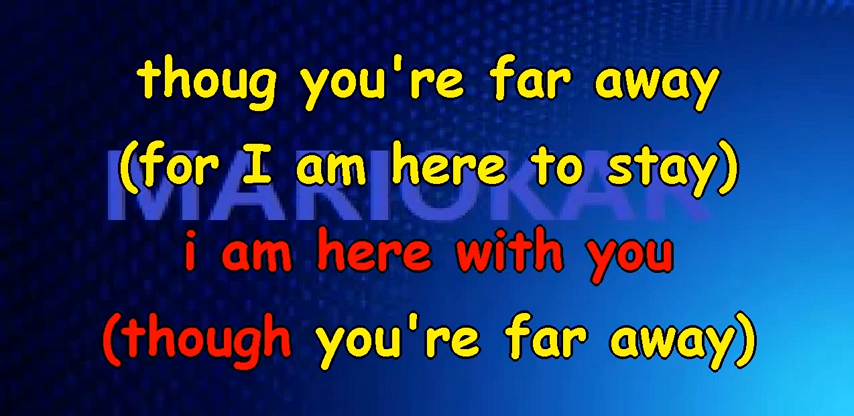 thoug you're far away
(for I am here to stay)
MARIOKAR
i am here with you
(though you're far away)